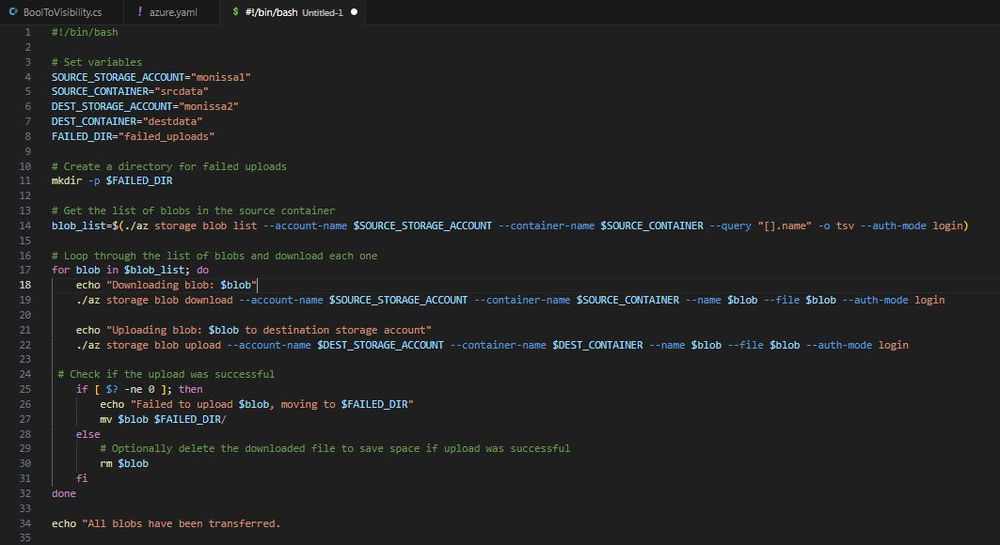 BoolToVisibility.cs ! azure.yaml $ #!/bin/bash Untitled-1
1 #!/bin/bash
2
3 # Set variables
4 SOURCE_STORAGE_ACCOUNT="monissa1"
5 SOURCE_CONTAINER="srcdata"
6 DEST_STORAGE_ACCOUNT="monissa2"
7 DEST_CONTAINER="destdata"
8 FAILED_DIR="failed_uploads"
9
10 # Create a directory for failed uploads
11 mkdir -p $FAILED_DIR
12
13 # Get the list of blobs in the source container
14 blob_list=$(./az storage blob list --account-name $SOURCE_STORAGE_ACCOUNT --container-name $SOURCE_CONTAINER --query "[].name" -o tsv --auth-mode login)
15
16 # Loop through the list of blobs and download each one
17 for blob in $blob_list; do
18 echo "Downloading blob: $blob"
19 ./az storage blob download --account-name $SOURCE_STORAGE_ACCOUNT --container-name $SOURCE_CONTAINER --name $blob --file $blob --auth-mode login
20
21 echo "Uploading blob: $blob to destination storage account"
22 ./az storage blob upload --account-name $DEST_STORAGE_ACCOUNT --container-name $DEST_CONTAINER --name $blob --file $blob --auth-mode login
23
24 # Check if the upload was successful
25 if [ $? -ne 0 ]; then
26 echo "Failed to upload $blob, moving to $FAILED_DIR"
27 mv $blob $FAILED_DIR/
28 else
29 # Optionally delete the downloaded file to save space if upload was successful
30 rm $blob
31 fi
32 done
33
34 echo "All blobs have been transferred.
35